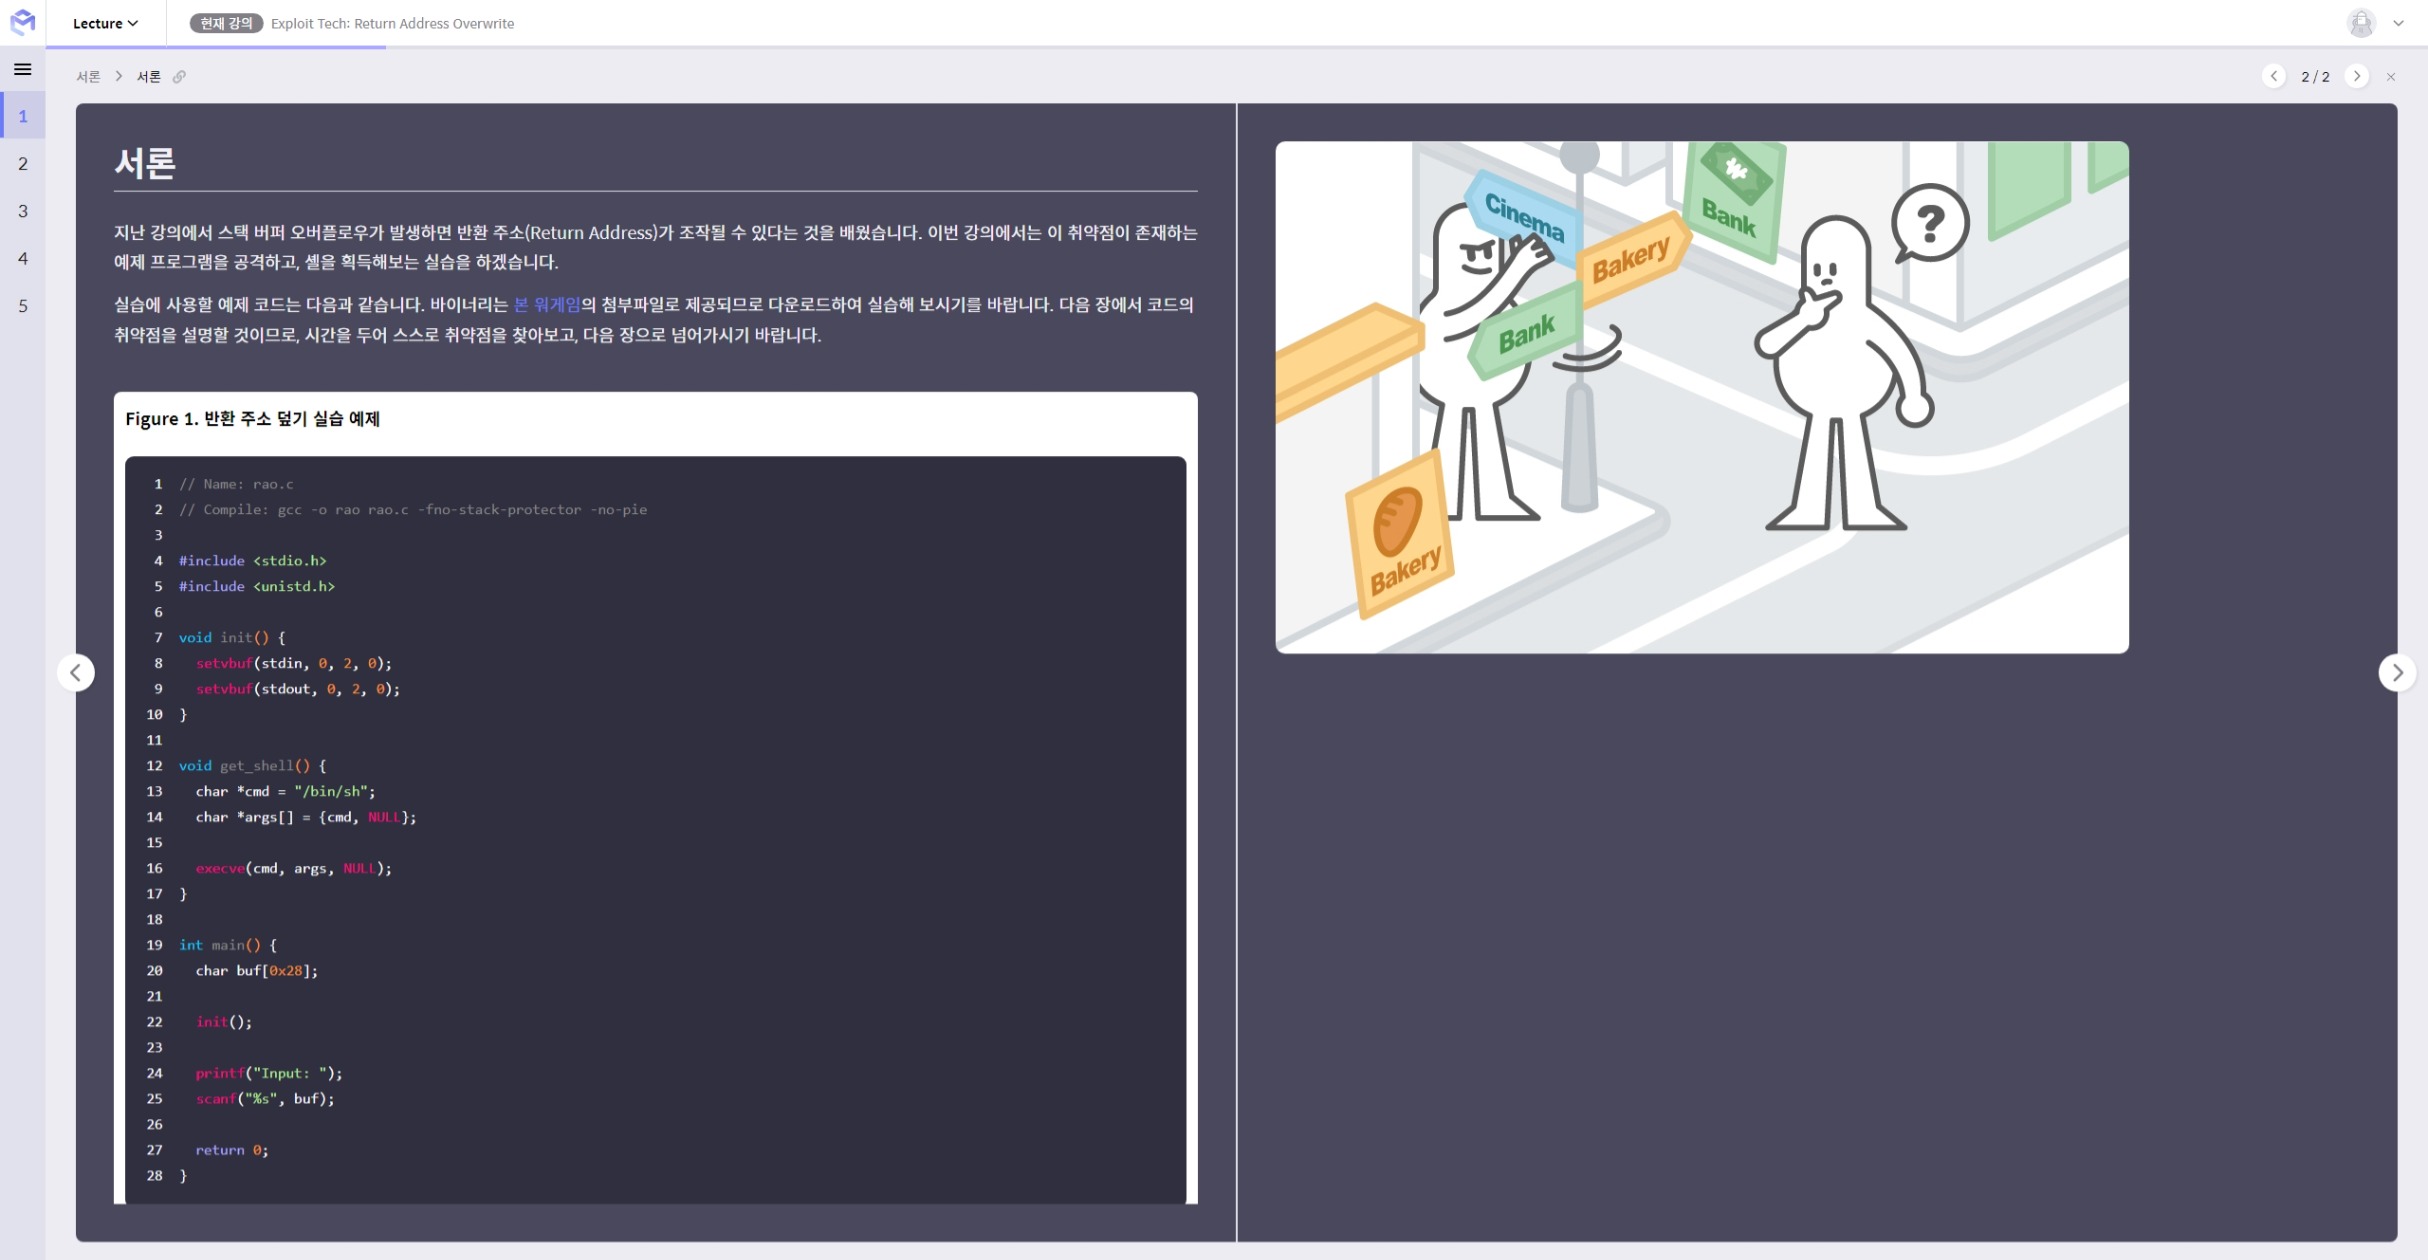 Lecture
현재 강의 Exploit Tech: Return Address Overwrite
서론 > 서론
2 / 2
1
2
3
4
5
서론
지난 강의에서 스택 버퍼 오버플로우가 발생하면 반환 주소(Return Address)가 조작될 수 있다는 것을 배웠습니다. 이번 강의에서는 이 취약점이 존재하는
예제 프로그램을 공격하고, 셸을 획득해보는 실습을 하겠습니다.
실습에 사용할 예제 코드는 다음과 같습니다. 바이너리는 본 워게임의 첨부파일로 제공되므로 다운로드하여 실습해 보시기를 바랍니다. 다음 장에서 코드의
취약점을 설명할 것이므로, 시간을 두어 스스로 취약점을 찾아보고, 다음 장으로 넘어가시기 바랍니다.
Figure 1. 반환 주소 덮기 실습 예제
1 // Name: rao.c
2 // Compile: gcc -o rao rao.c -fno-stack-protector -no-pie
3
4 #include <stdio.h>
5 #include <unistd.h>
6
7 void init() {
8   setvbuf(stdin, 0, 2, 0);
9   setvbuf(stdout, 0, 2, 0);
10 }
11
12 void get_shell() {
13   char *cmd = "/bin/sh";
14   char *args[] = {cmd, NULL};
15
16   execve(cmd, args, NULL);
17 }
18
19 int main() {
20   char buf[0x28];
21
22   init();
23
24   printf("Input: ");
25   scanf("%s", buf);
26
27   return 0;
28 }
Cinema
Bakery
Bank
₩
Bank
?
Bakery